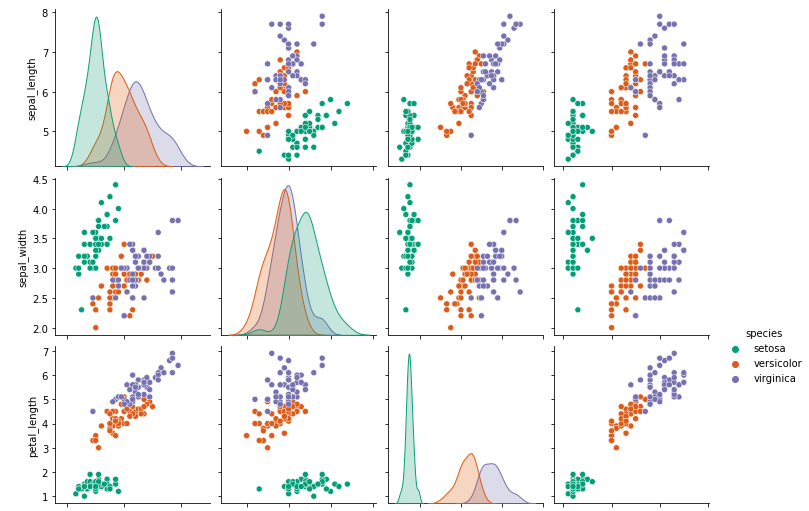 8
7
6
5
sepal_length
4.5
4.0
3.5
3.0
2.5
2.0
sepal_width
7
6
5
4
3
2
1
petal_length
species
setosa
versicolor
virginica